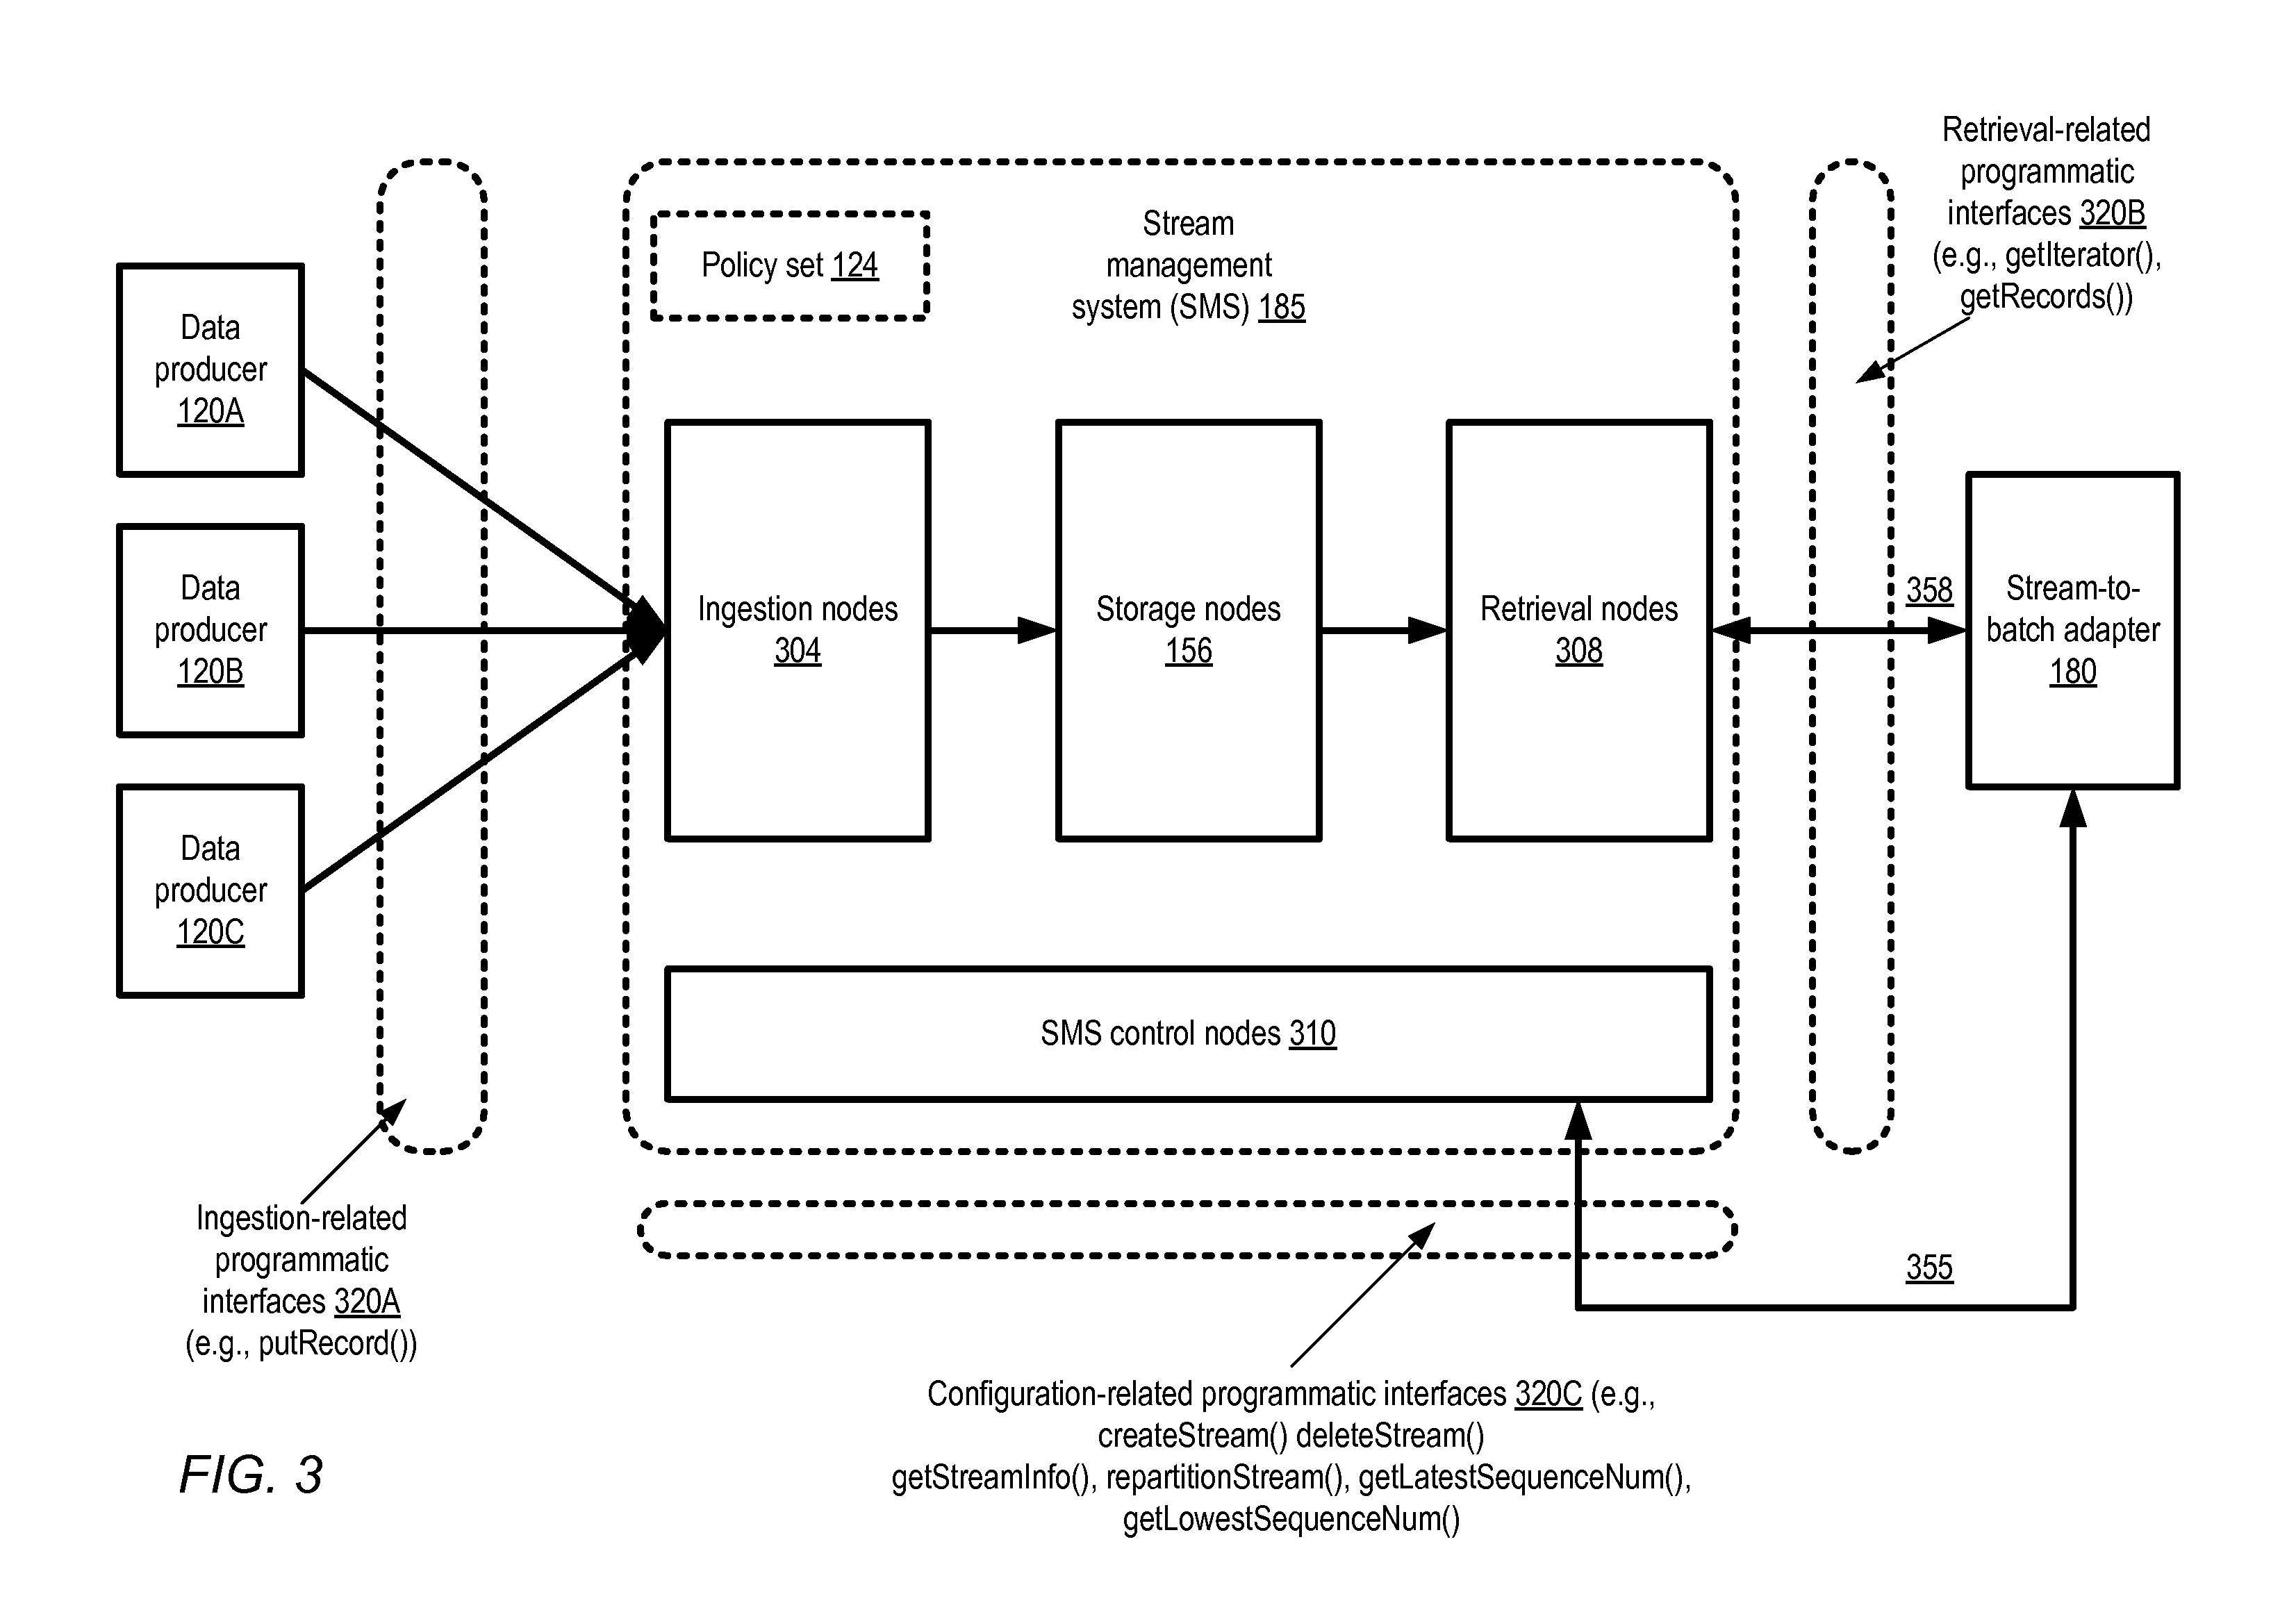 Retrieval-related
programmatic
interfaces 320B
(e.g., getIterator(),
getRecords())
Stream
management
system (SMS) 185
Policy set 124
Data
producer
120A
Data
producer
120B
Data
producer
120C
Ingestion nodes
304
Storage nodes
156
Retrieval nodes
308
358
Stream-to-
batch adapter
180
SMS control nodes 310
Ingestion-related
programmatic
interfaces 320A
(e.g., putRecord())
355
Configuration-related programmatic interfaces 320C (e.g.,
createStream() deleteStream()
getStreamInfo(), repartitionStream(), getLatestSequenceNum(),
getLowestSequenceNum()
FIG. 3